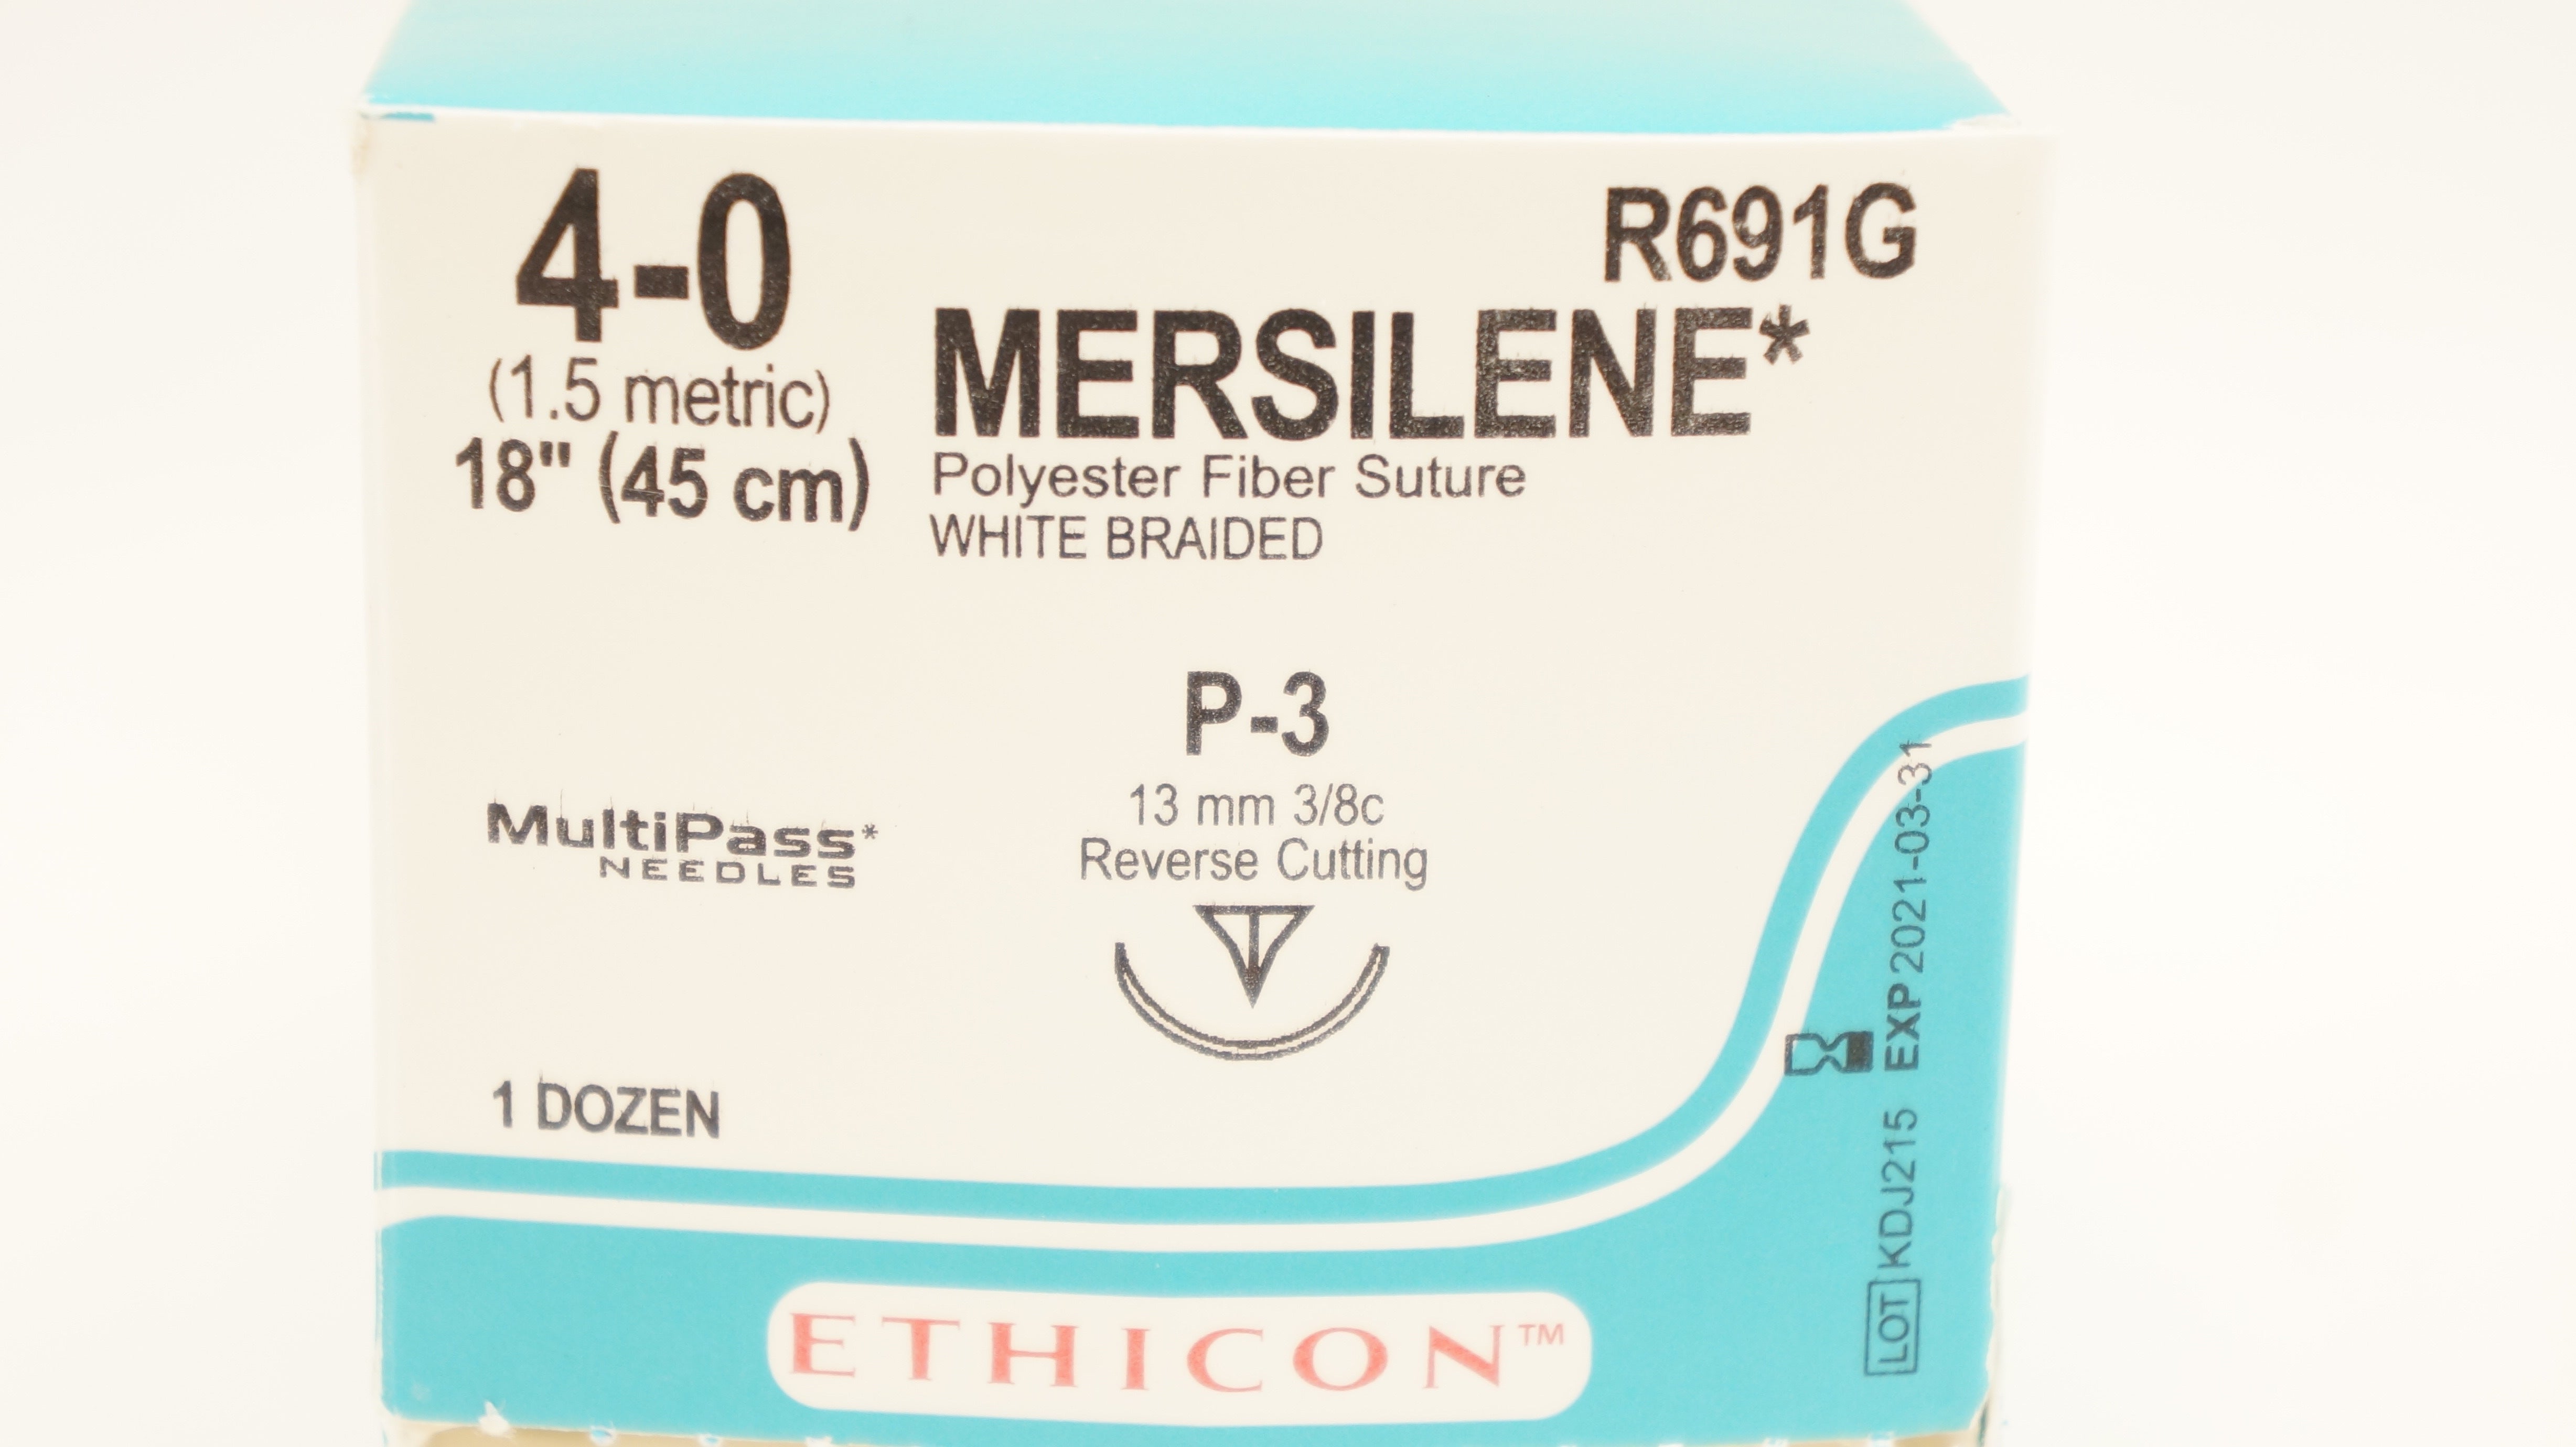 4-0
(1.5 metric)
18" (45 cm)
R691G
MERSILENE*
Polyester Fiber Suture
WHITE BRAIDED
P-3
13 mm 3/8c
Reverse Cutting
MultiPass*
NEEDLES
1 DOZEN
EXP 2021-03-31
LOT KDJ215
ETHICON™